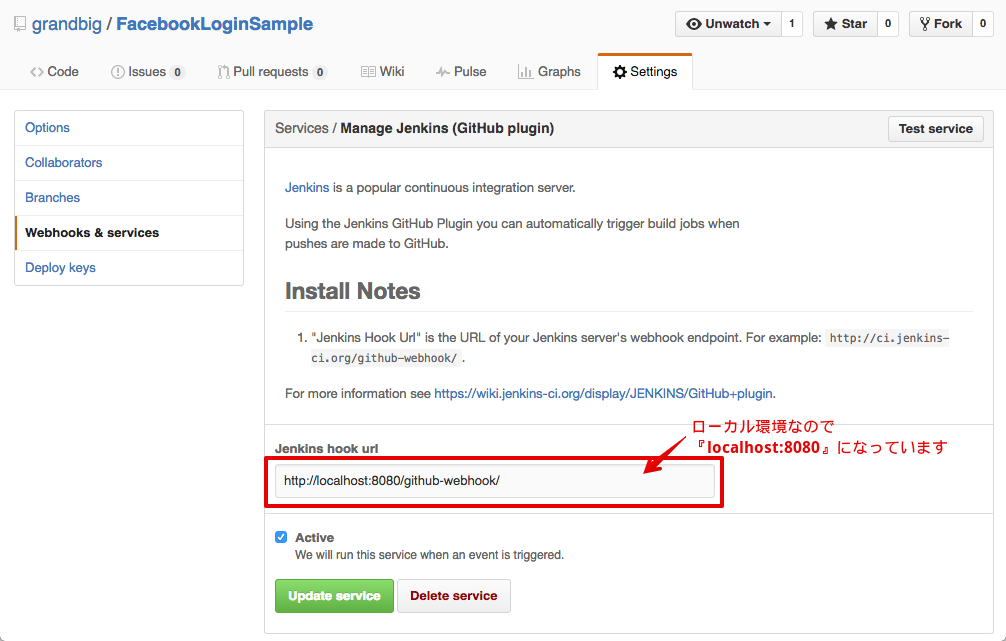 grandbig / FacebookLoginSample
Unwatch 1 Star 0 Fork 0
Code Issues 0 Pull requests 0 Wiki Pulse Graphs Settings
Options
Collaborators
Branches
Webhooks & services
Deploy keys
Services / Manage Jenkins (GitHub plugin)
Test service
Jenkins is a popular continuous integration server.
Using the Jenkins GitHub Plugin you can automatically trigger build jobs when
pushes are made to GitHub.
Install Notes
1. "Jenkins Hook Url" is the URL of your Jenkins server's webhook endpoint. For example: http://ci.jenkins-
ci.org/github-webhook/ .
For more information see https://wiki.jenkins-ci.org/display/JENKINS/GitHub+plugin.
ローカル環境なので
『localhost:8080』になっています
Jenkins hook url
http://localhost:8080/github-webhook/
Active
We will run this service when an event is triggered.
Update service Delete service